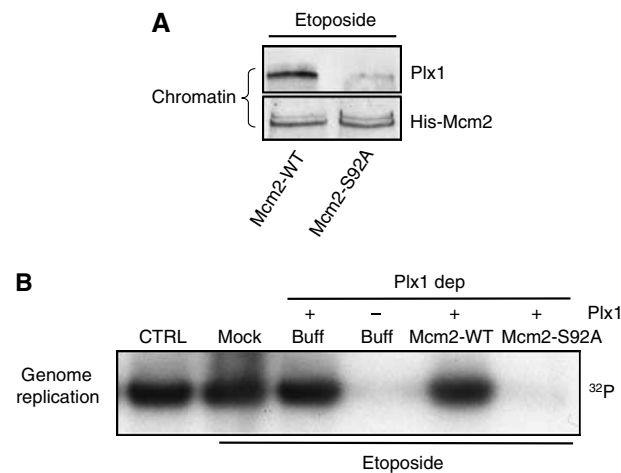 A
Etoposide
Plx1
Chromatin
His-Mcm2
Mcm2-WT
Mcm2-S92A
B
Plx1 dep
+ − + + Plx1
CTRL Mock Buff Buff Mcm2-WT Mcm2-S92A
Genome
replication
32P
Etoposide